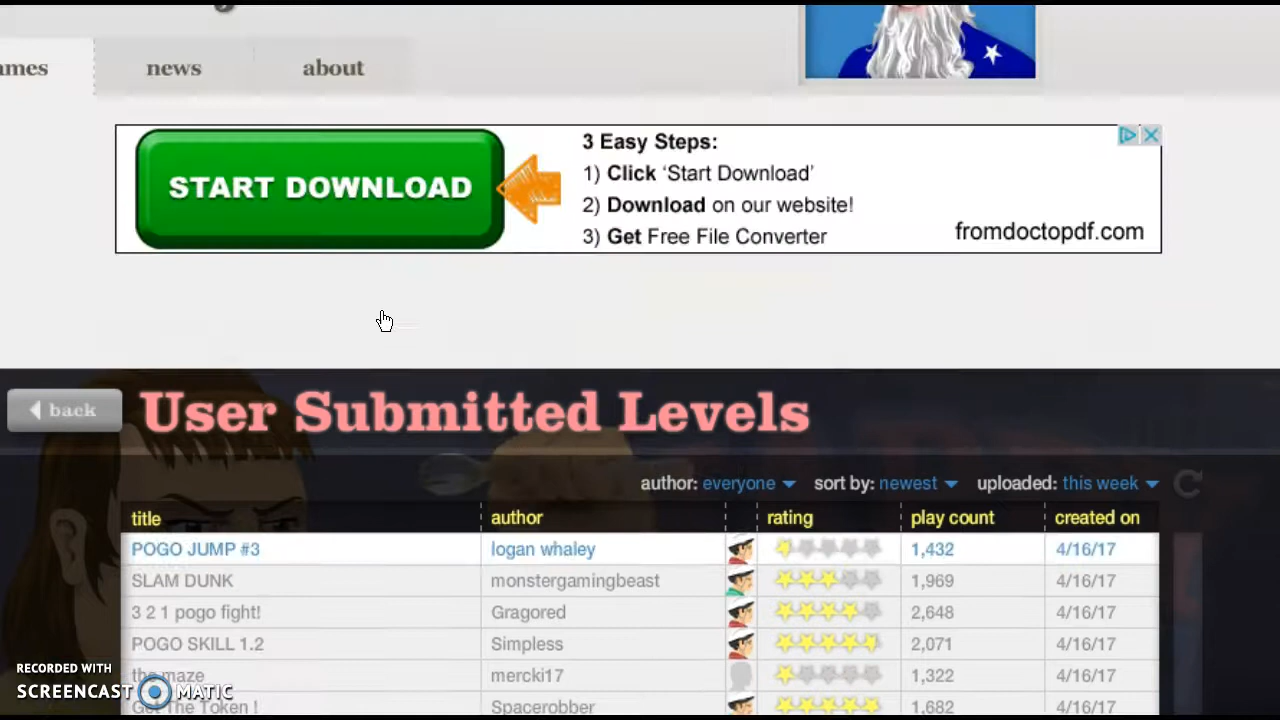 ames news about
START DOWNLOAD
3 Easy Steps:
1) Click 'Start Download'
2) Download on our website!
3) Get Free File Converter
fromdoctopdf.com
back
User Submitted Levels
author: everyone sort by: newest uploaded: this week
title author rating play count created on
POGO JUMP #3 logan whaley 1,432 4/16/17
SLAM DUNK monstergamingbeast 1,969 4/16/17
3 2 1 pogo fight! Gragored 2,648 4/16/17
POGO SKILL 1.2 Simpless 2,071 4/16/17
the maze mercki17 1,322 4/16/17
Get The Token ! Spacerobber 1,682 4/16/17
RECORDED WITH
SCREENCAST MATIC